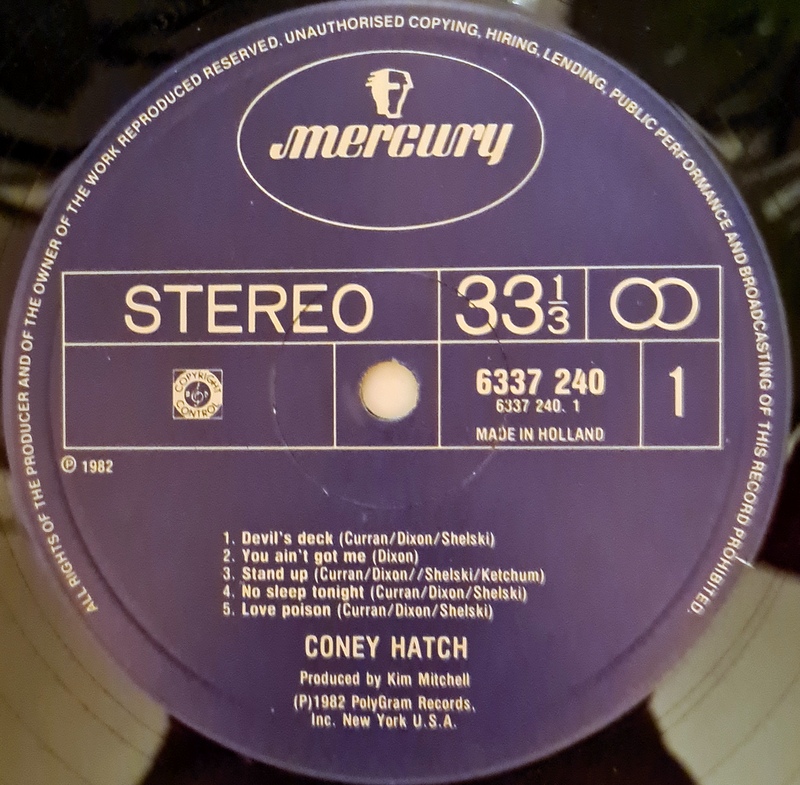 ALL RIGHTS OF THE PRODUCER AND OF THE OWNER OF THE WORK REPRODUCED RESERVED. UNAUTHORISED COPYING, HIRING, LENDING, PUBLIC PERFORMANCE AND BROADCASTING OF THIS RECORD PROHIBITED.
mercury
STEREO
33 1/3
COPYRIGHT CONTROL
6337 240
6337 240. 1
MADE IN HOLLAND
1
Ⓟ 1982
1. Devil's deck (Curran/Dixon/Shelski)
2. You ain't got me (Dixon)
3. Stand up (Curran/Dixon//Shelski/Ketchum)
4. No sleep tonight (Curran/Dixon/Shelski)
5. Love poison (Curran/Dixon/Shelski)
CONEY HATCH
Produced by Kim Mitchell
(P)1982 PolyGram Records,
Inc. New York U.S.A.